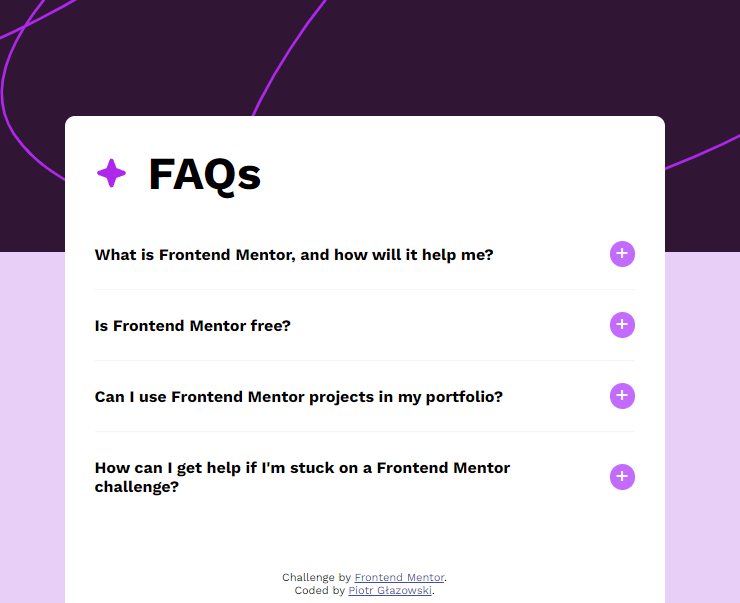 FAQs
What is Frontend Mentor, and how will it help me?
Is Frontend Mentor free?
Can I use Frontend Mentor projects in my portfolio?
How can I get help if I'm stuck on a Frontend Mentor
challenge?
Challenge by Frontend Mentor.
Coded by Piotr Głazowski.